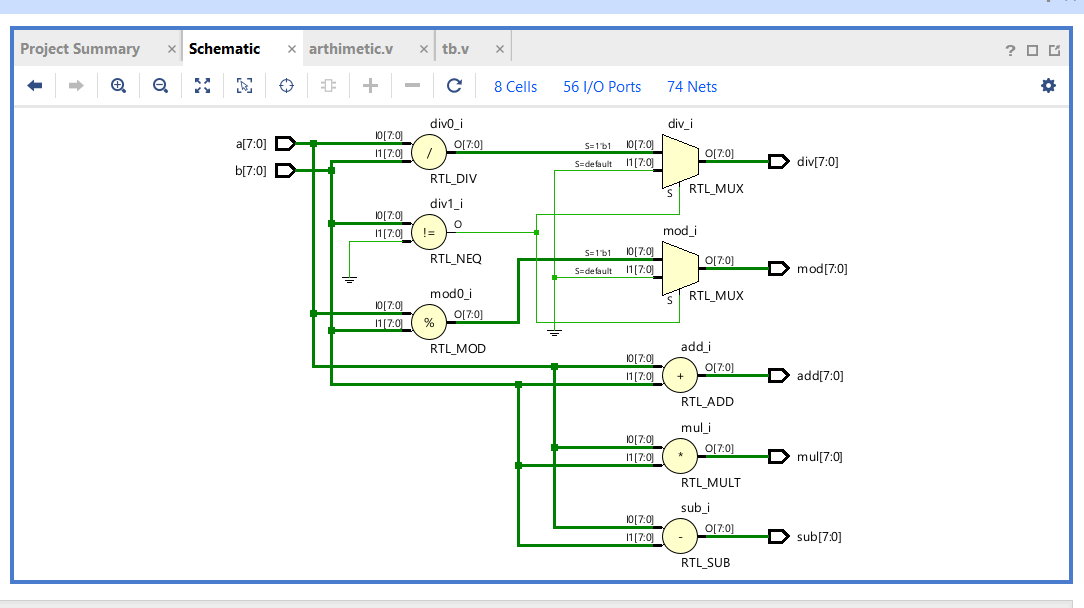 Project Summary × Schematic × arthimetic.v × tb.v × ?
8 Cells 56 I/O Ports 74 Nets
a[7:0]
b[7:0]
div0_i
I0[7:0]
I1[7:0]
/
O[7:0]
RTL_DIV
div1_i
I0[7:0]
I1[7:0]
!=
O
RTL_NEQ
mod0_i
I0[7:0]
I1[7:0]
%
O[7:0]
RTL_MOD
div_i
S=1'b1 I0[7:0]
S=default I1[7:0]
O[7:0]
S
RTL_MUX
div[7:0]
mod_i
S=1'b1 I0[7:0]
S=default I1[7:0]
O[7:0]
S
RTL_MUX
mod[7:0]
add_i
I0[7:0]
I1[7:0]
+
O[7:0]
RTL_ADD
add[7:0]
mul_i
I0[7:0]
I1[7:0]
*
O[7:0]
RTL_MULT
mul[7:0]
sub_i
I0[7:0]
I1[7:0]
-
O[7:0]
RTL_SUB
sub[7:0]